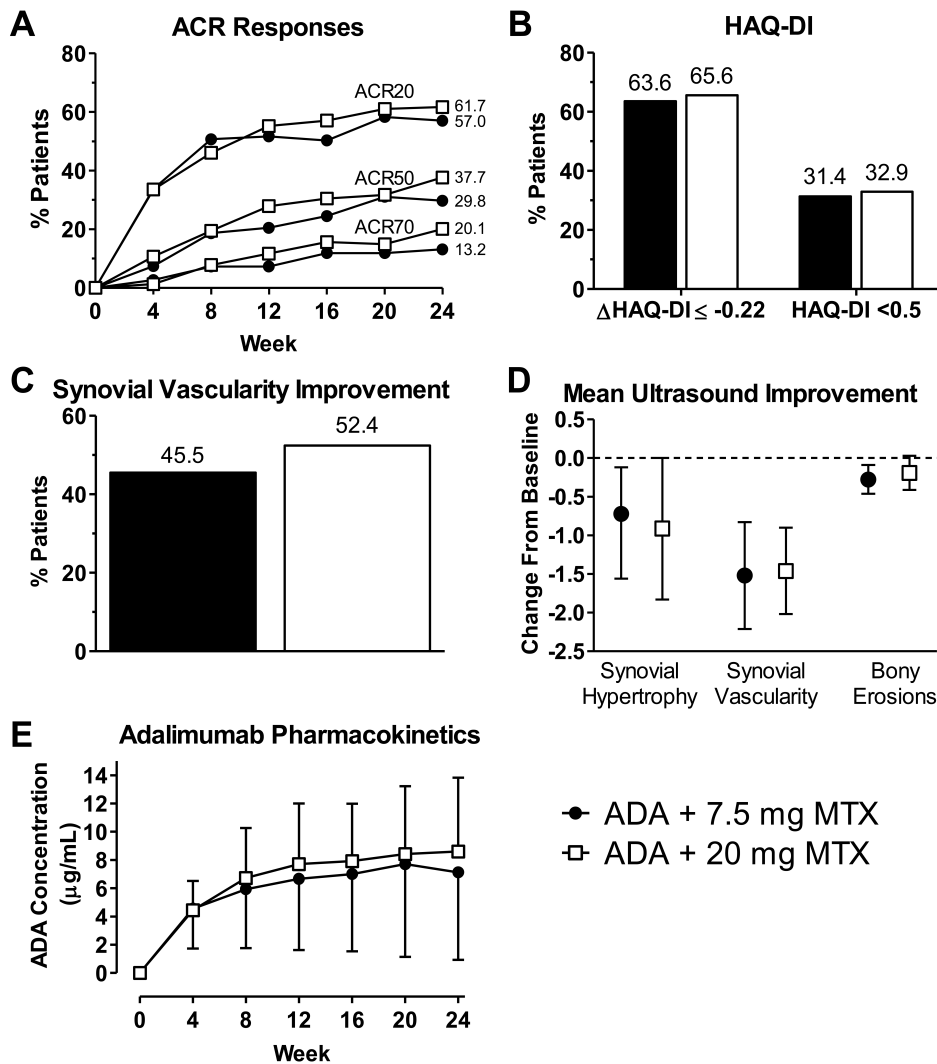 A
ACR Responses
% Patients
80
60
40
20
0
ACR20
61.7
57.0
ACR50
37.7
29.8
ACR70
20.1
13.2
0 4 8 12 16 20 24
Week
B
HAQ-DI
% Patients
80
60
40
20
0
63.6 65.6
31.4 32.9
ΔHAQ-DI ≤ -0.22 HAQ-DI <0.5
C
Synovial Vascularity Improvement
% Patients
60
40
20
0
45.5 52.4
D
Mean Ultrasound Improvement
Change From Baseline
0.5
0.0
-0.5
-1.0
-1.5
-2.0
-2.5
Synovial Hypertrophy
Synovial Vascularity
Bony Erosions
E
Adalimumab Pharmacokinetics
ADA Concentration
(µg/mL)
14
12
10
8
6
4
2
0
0 4 8 12 16 20 24
Week
ADA + 7.5 mg MTX
ADA + 20 mg MTX